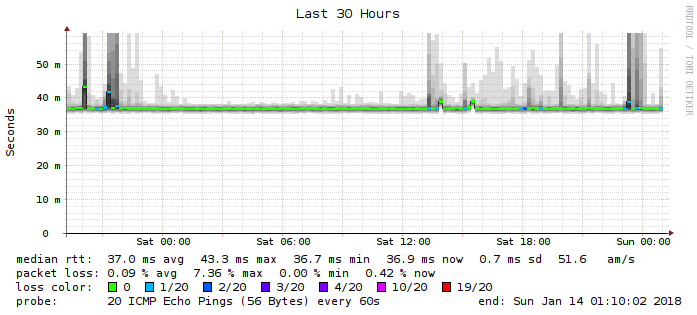 Last 30 Hours
RRDTOOL / TOBI OETIKER
Seconds
50 m
40 m
30 m
20 m
10 m
0
Sat 00:00 Sat 06:00 Sat 12:00 Sat 18:00 Sun 00:00
median rtt: 37.0 ms avg 43.3 ms max 36.7 ms min 36.9 ms now 0.7 ms sd 51.6 am/s
packet loss: 0.09 % avg 7.36 % max 0.00 % min 0.42 % now
loss color: 0 1/20 2/20 3/20 4/20 10/20 19/20
probe: 20 ICMP Echo Pings (56 Bytes) every 60s end: Sun Jan 14 01:10:02 2018